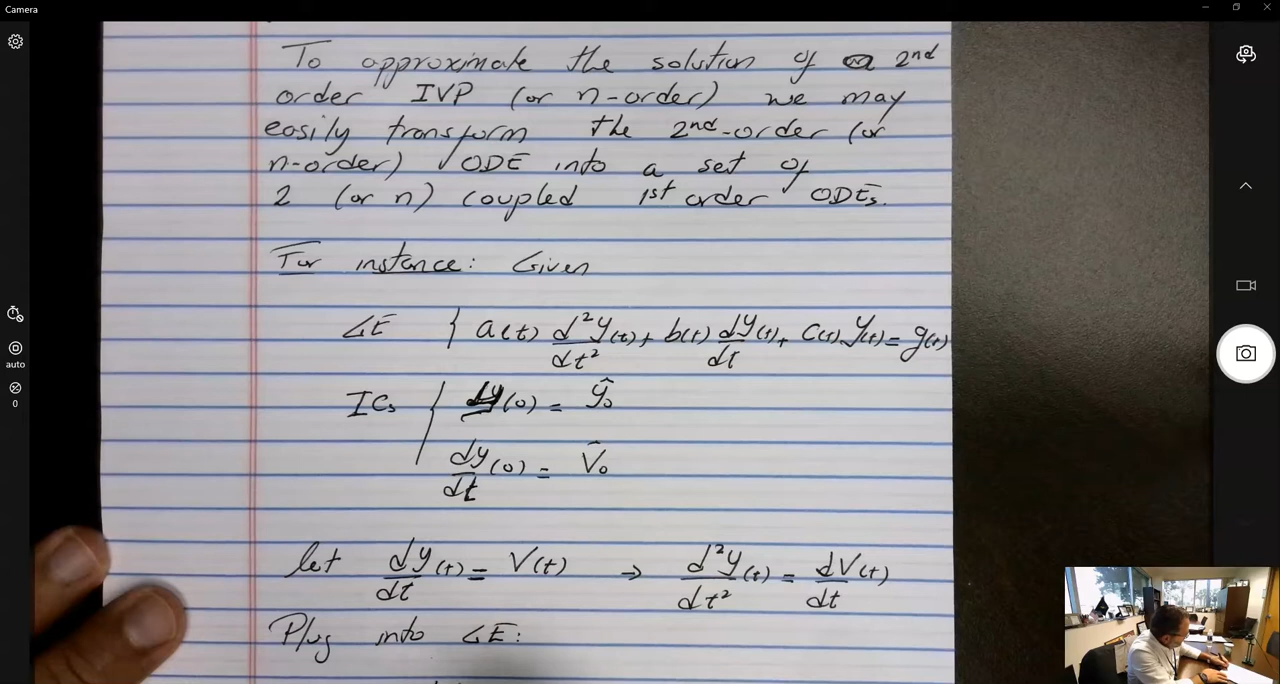 Camera
To approximate the solution of a 2nd
order IVP (or n-order) we may
easily transform the 2nd-order (or
n-order) ODE into a set of
2 (or n) coupled 1st order ODEs.
For instance: Given
GE { a(t) d²y(t)/dt² + b(t) dy(t)/dt + c(t) y(t) = g(t)
ICs { y(0) = ŷ₀
dy/dt (0) = V̂₀
let dy/dt (t) = V(t) → d²y/dt² (t) = dV(t)/dt
Plug into GE:
auto
0